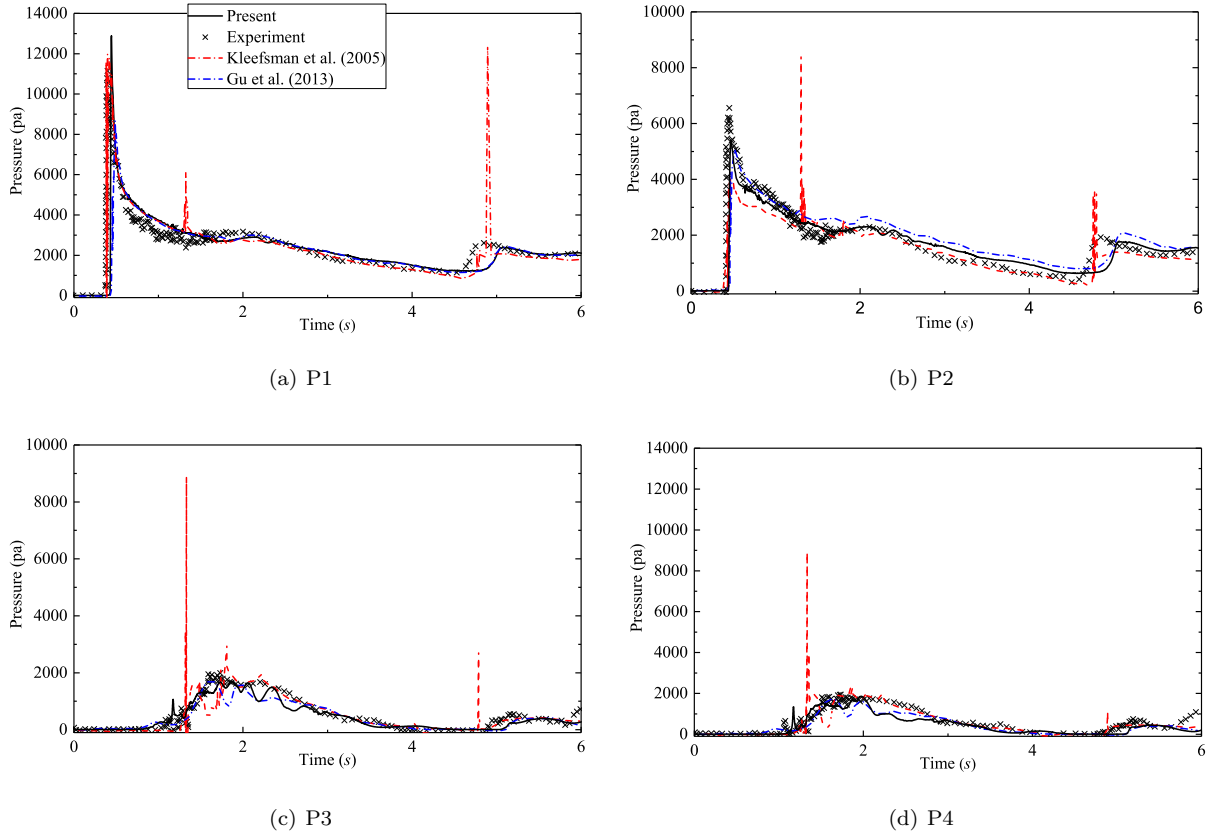 14000
12000
10000
8000
6000
4000
2000
0
Pressure (pa)
Present
Experiment
Kleefsman et al. (2005)
Gu et al. (2013)
0
2
4
6
Time (s)
(a) P1
10000
8000
6000
4000
2000
0
Pressure (pa)
0
2
4
6
Time (s)
(b) P2
10000
8000
6000
4000
2000
0
Pressure (pa)
0
2
4
6
Time (s)
(c) P3
14000
12000
10000
8000
6000
4000
2000
0
Pressure (pa)
0
2
4
6
Time (s)
(d) P4